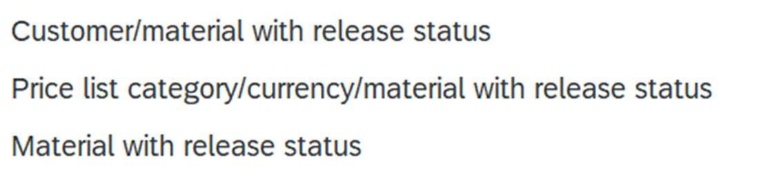 Customer/material with release status
Price list category/currency/material with release status
Material with release status